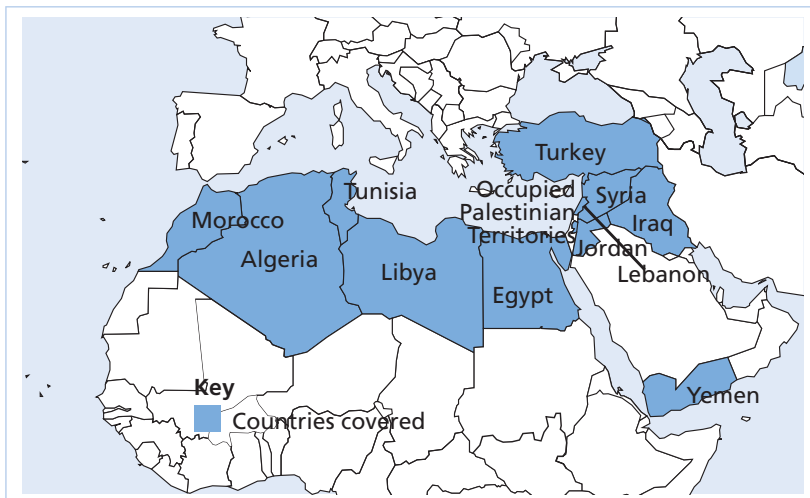 Turkey
Tunisia
Occupied
Palestinian
Territories
Syria
Iraq
Morocco
Jordan
Lebanon
Algeria
Libya
Egypt
Yemen
Key
Countries covered